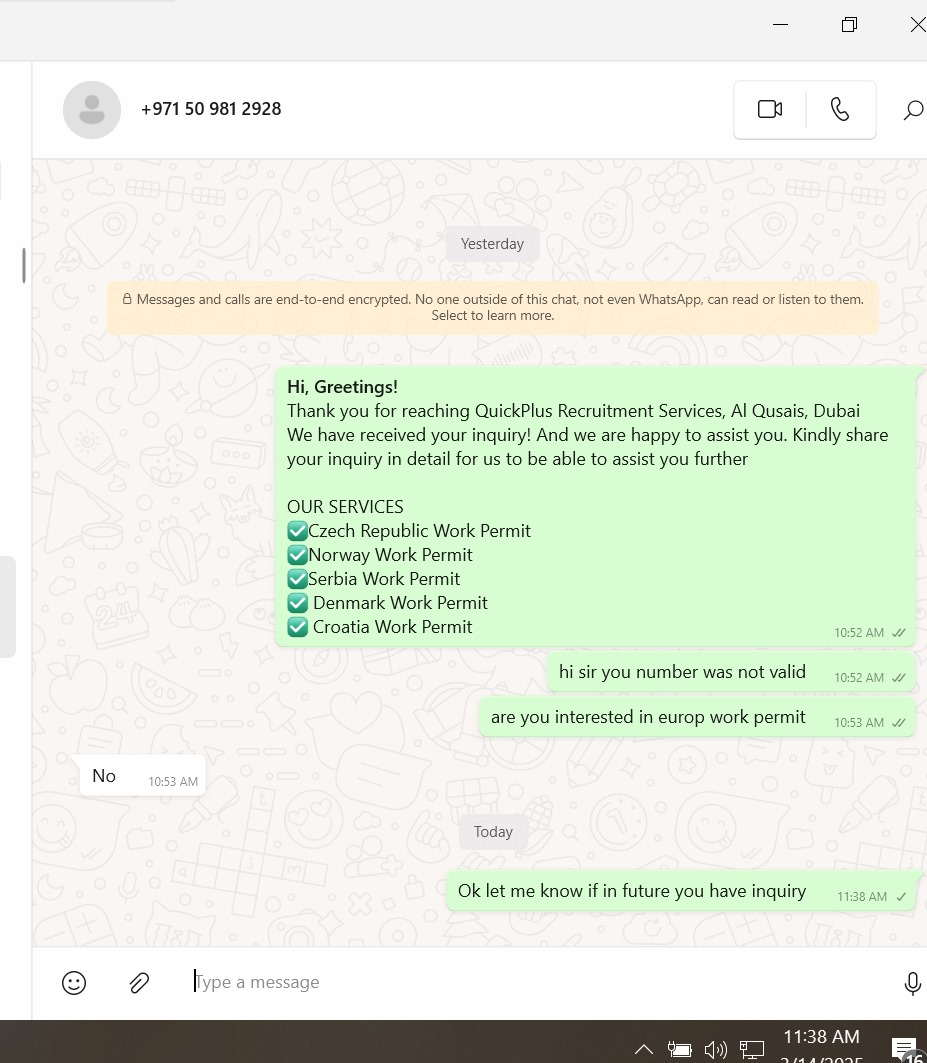 +971 50 981 2928
Yesterday
Messages and calls are end-to-end encrypted. No one outside of this chat, not even WhatsApp, can read or listen to them.
Select to learn more.
Hi, Greetings!
Thank you for reaching QuickPlus Recruitment Services, Al Qusais, Dubai
We have received your inquiry! And we are happy to assist you. Kindly share
your inquiry in detail for us to be able to assist you further
OUR SERVICES
✅Czech Republic Work Permit
✅Norway Work Permit
✅Serbia Work Permit
✅ Denmark Work Permit
✅ Croatia Work Permit
10:52 AM
hi sir you number was not valid 10:52 AM
are you interested in europ work permit 10:53 AM
No 10:53 AM
Today
Ok let me know if in future you have inquiry 11:38 AM
Type a message
11:38 AM
16